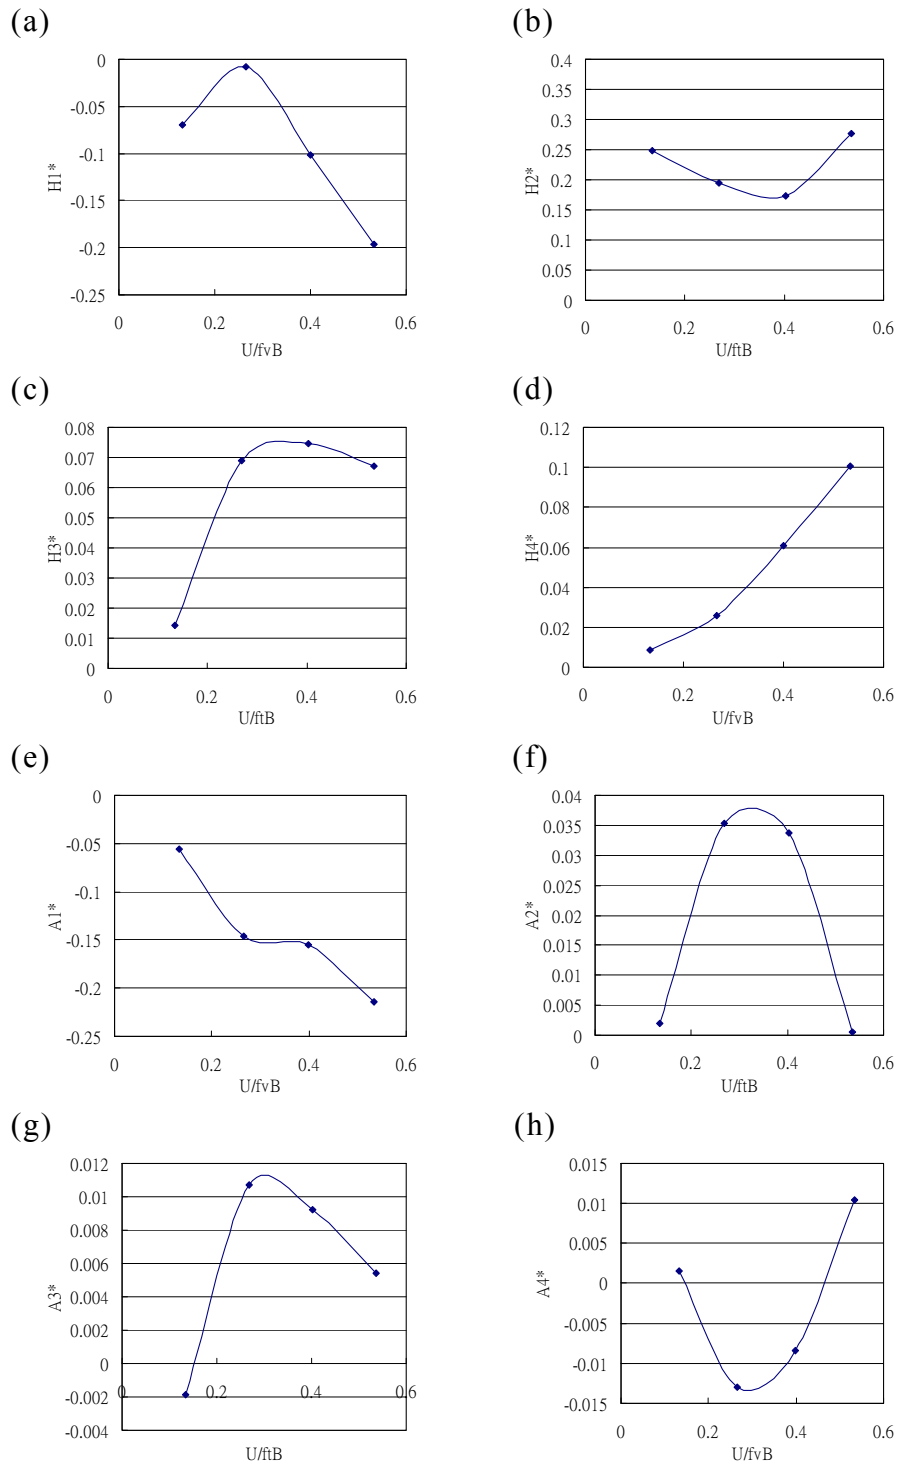 (a)
0
-0.05
-0.1
-0.15
-0.2
-0.25
H1*
0 0.2 0.4 0.6
U/fvB
(b)
0.4
0.35
0.3
0.25
0.2
0.15
0.1
0.05
0
H2*
0 0.2 0.4 0.6
U/ftB
(c)
0.08
0.07
0.06
0.05
0.04
0.03
0.02
0.01
0
H3*
0 0.2 0.4 0.6
U/ftB
(d)
0.12
0.1
0.08
0.06
0.04
0.02
0
H4*
0 0.2 0.4 0.6
U/fvB
(e)
0
-0.05
-0.1
-0.15
-0.2
-0.25
A1*
0 0.2 0.4 0.6
U/fvB
(f)
0.04
0.035
0.03
0.025
0.02
0.015
0.01
0.005
0
A2*
0 0.2 0.4 0.6
U/ftB
(g)
0.012
0.01
0.008
0.006
0.004
0.002
0
-0.002
-0.004
A3*
0 0.2 0.4 0.6
U/ftB
(h)
0.015
0.01
0.005
0
-0.005
-0.01
-0.015
A4*
0 0.2 0.4 0.6
U/fvB